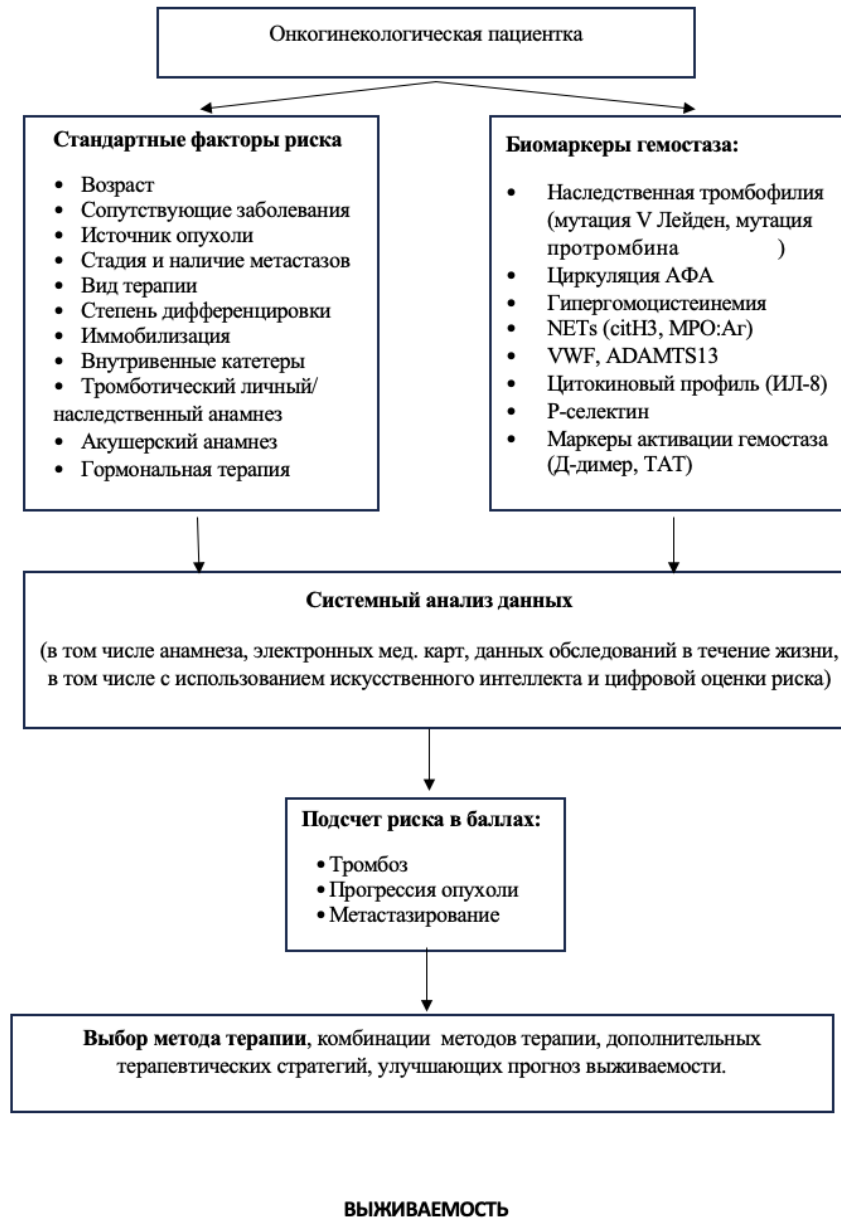 Онкогинекологическая пациентка
Стандартные факторы риска
• Возраст
• Сопутствующие заболевания
• Источник опухоли
• Стадия и наличие метастазов
• Вид терапии
• Степень дифференцировки
• Иммобилизация
• Внутривенные катетеры
• Тромботический личный/
наследственный анамнез
• Акушерский анамнез
• Гормональная терапия
Биомаркеры гемостаза:
• Наследственная тромбофилия
(мутация V Лейден, мутация
протромбина )
• Циркуляция АФА
• Гипергомоцистеинемия
• NETs (citH3, MPO:Аг)
• VWF, ADAMTS13
• Цитокиновый профиль (ИЛ-8)
• Р-селектин
• Маркеры активации гемостаза
(Д-димер, ТАТ)
Системный анализ данных
(в том числе анамнеза, электронных мед. карт, данных обследований в течение жизни,
в том числе с использованием искусственного интеллекта и цифровой оценки риска)
Подсчет риска в баллах:
• Тромбоз
• Прогрессия опухоли
• Метастазирование
Выбор метода терапии, комбинации методов терапии, дополнительных
терапевтических стратегий, улучшающих прогноз выживаемости.
ВЫЖИВАЕМОСТЬ